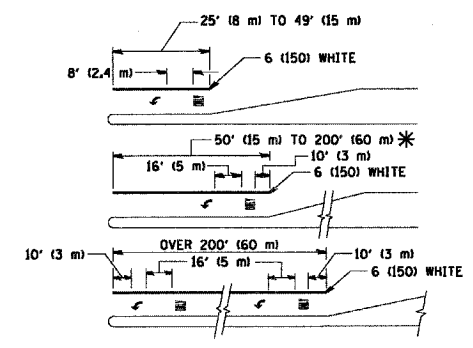 25' (8 m) TO 49' (15 m)
6 (150) WHITE
8' (2.4 m)
50' (15 m) TO 200' (60 m) *
16' (5 m)
10' (3 m)
6 (150) WHITE
OVER 200' (60 m)
10' (3 m)
16' (5 m)
10' (3 m)
6 (150) WHITE